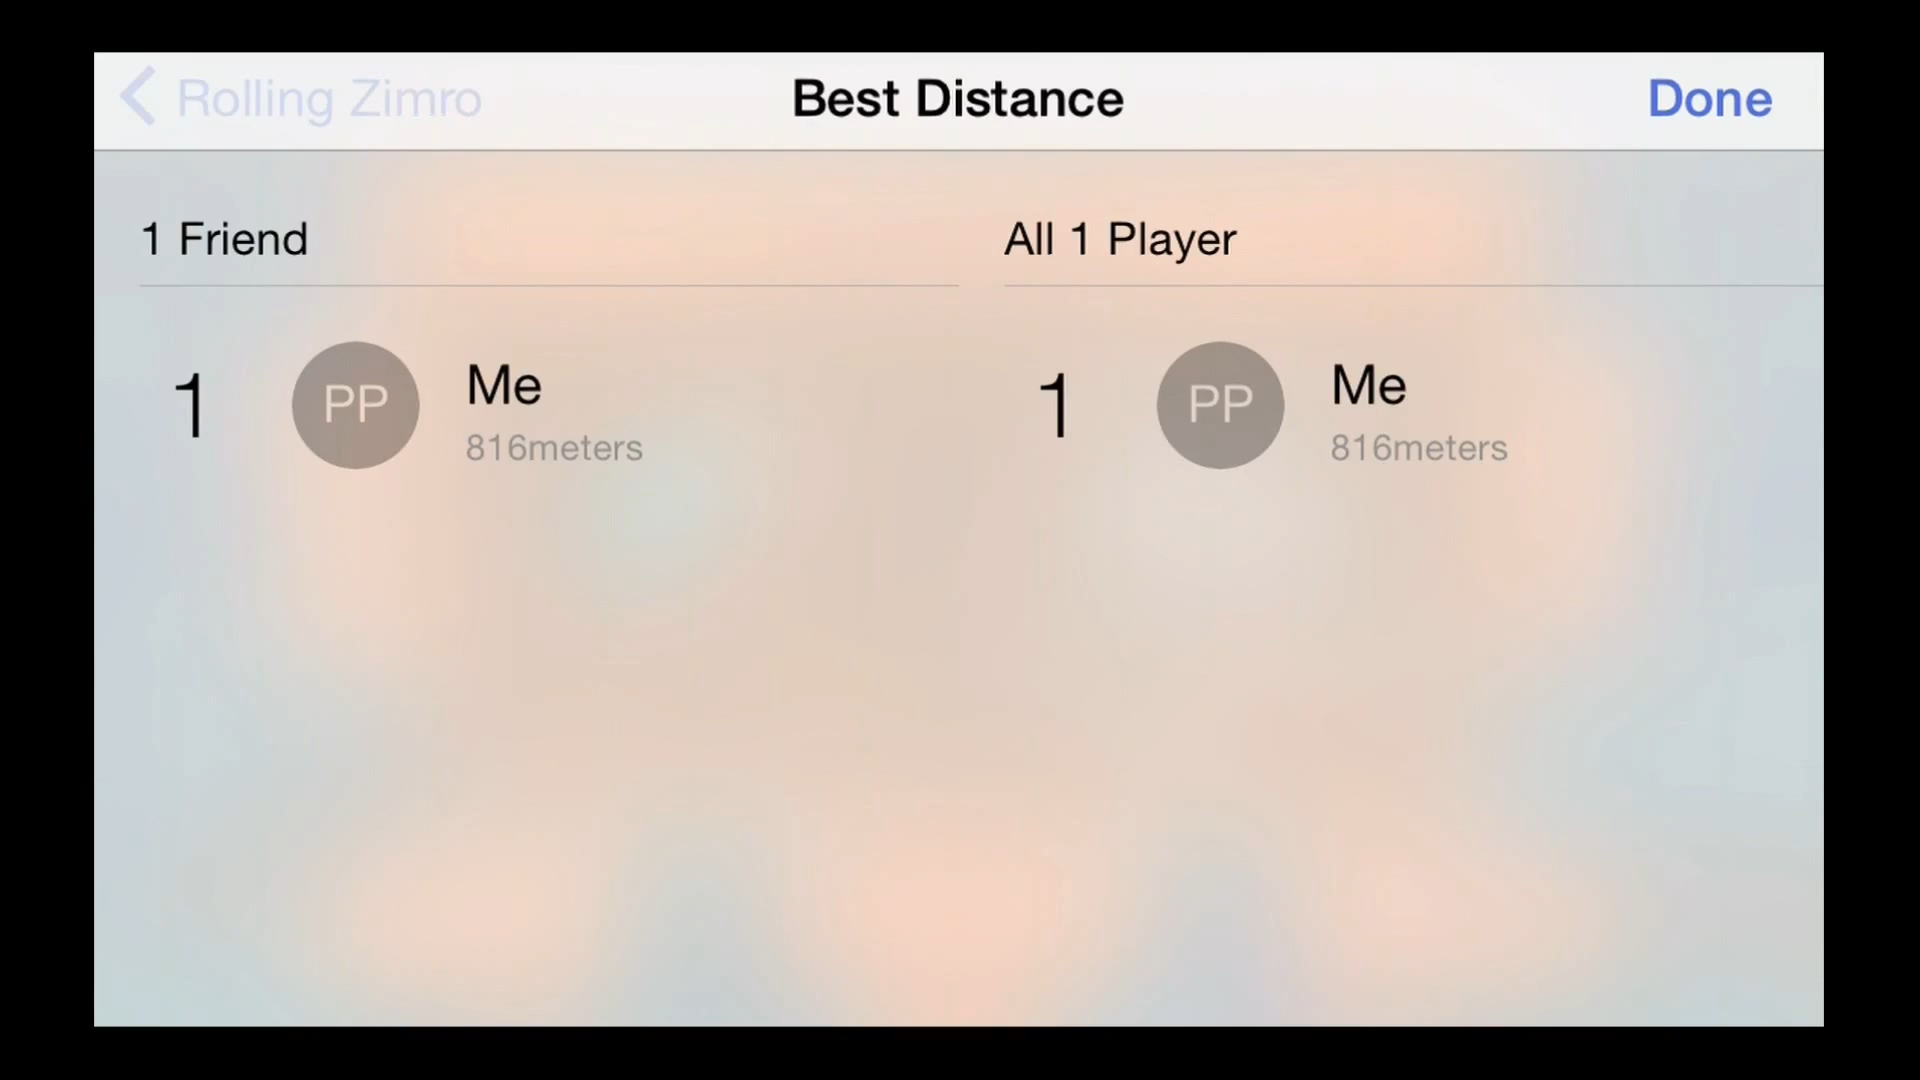 Rolling Zimro
Best Distance
Done
1 Friend
All 1 Player
1
PP
Me
816meters
1
PP
Me
816meters